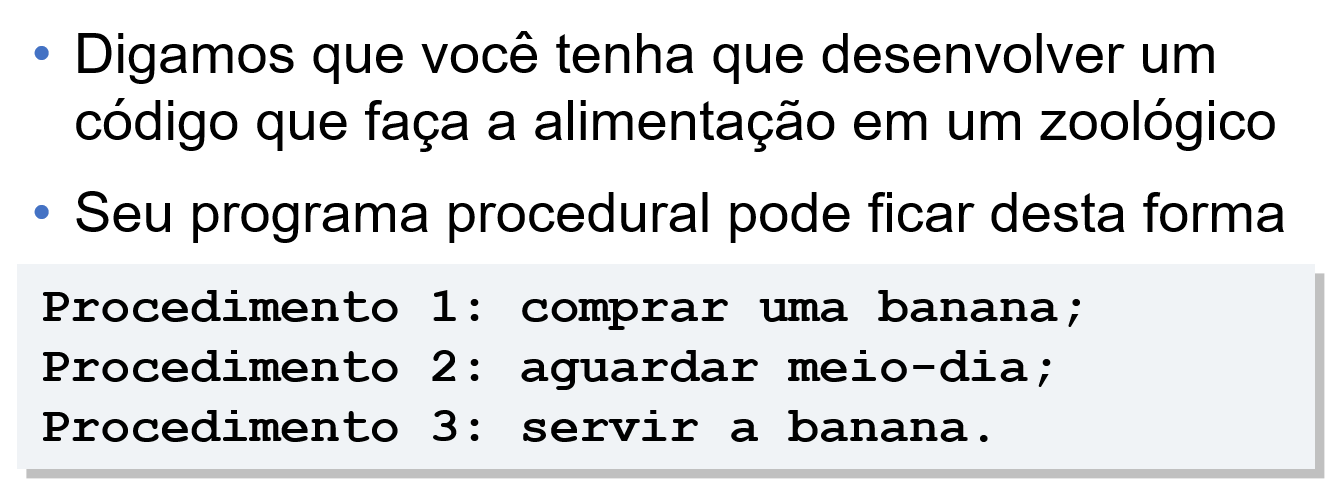 • Digamos que você tenha que desenvolver um
código que faça a alimentação em um zoológico
• Seu programa procedural pode ficar desta forma
Procedimento 1: comprar uma banana;
Procedimento 2: aguardar meio-dia;
Procedimento 3: servir a banana.